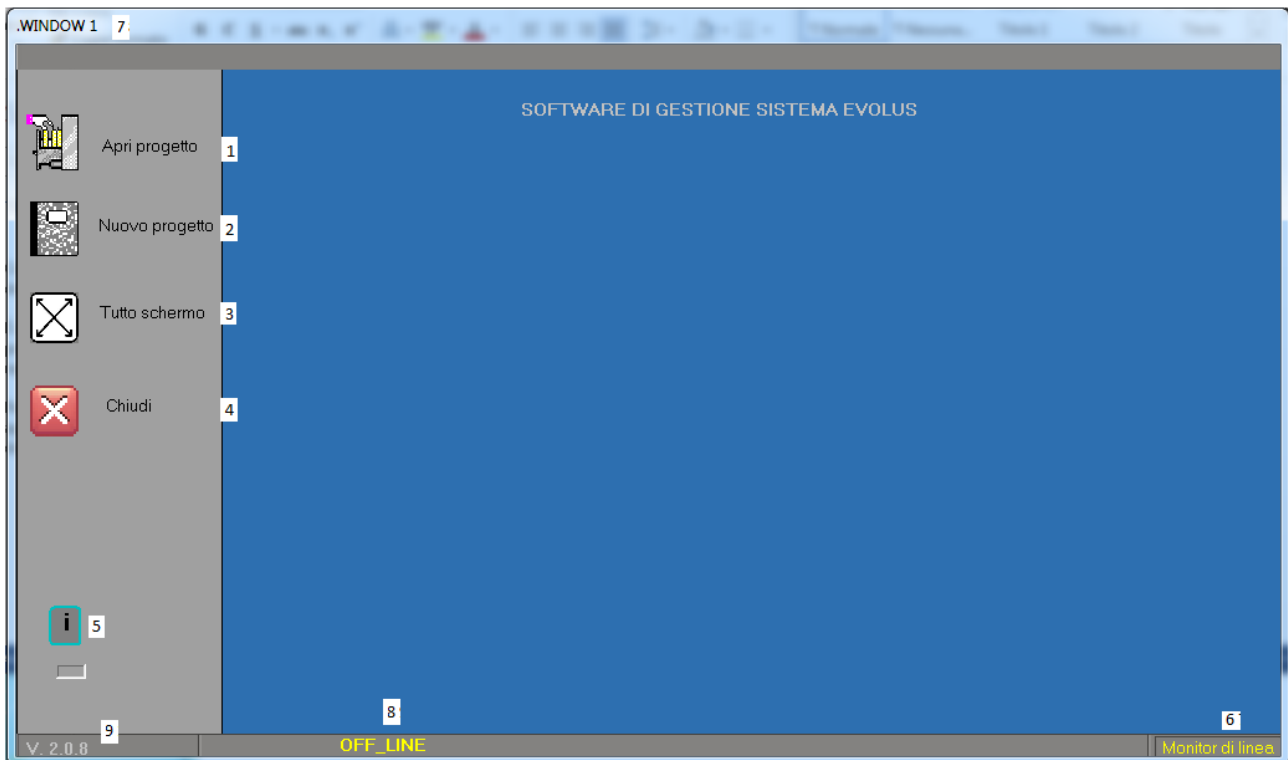 .WINDOW 1 7
SOFTWARE DI GESTIONE SISTEMA EVOLUS
Apri progetto 1
Nuovo progetto 2
Tutto schermo 3
Chiudi 4
i 5
8
6
9
V. 2.0.8
OFF_LINE
Monitor di linea